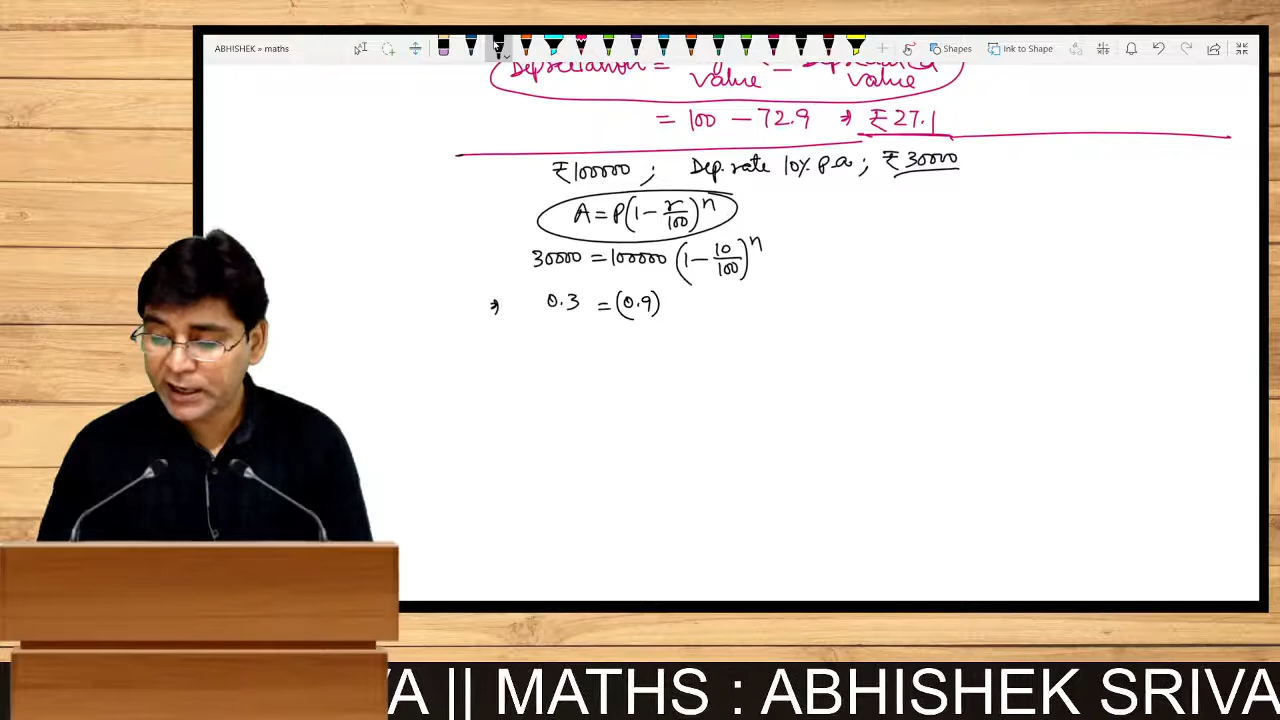 ABHISHEK » maths
Shapes
Ink to Shape
Depreciation = value – value
= 100 – 72.9 ⇒ ₹27.1
₹100000 ; Dep. rate 10% p.a ; ₹30000
A = P(1 – r/100)^n
30000 = 100000 (1 – 10/100)^n
⇒ 0.3 = (0.9)
A || MATHS : ABHISHEK SRIVA